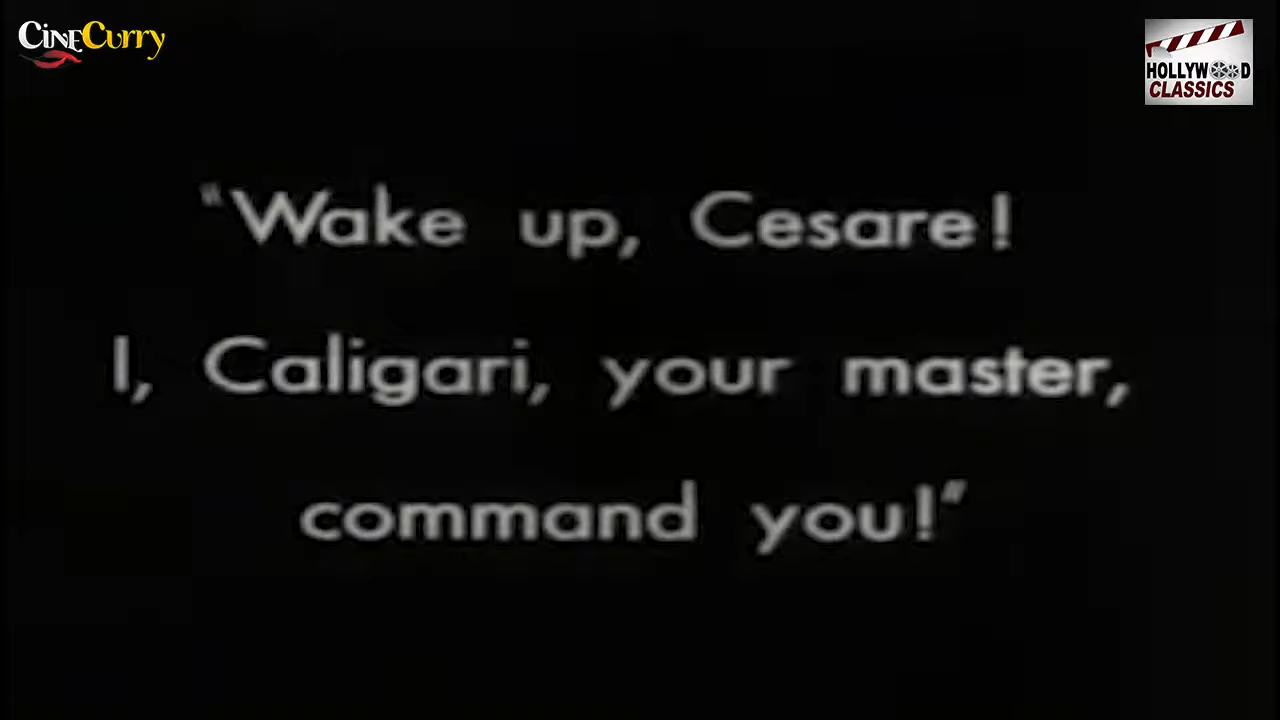 CineCurry
HOLLYWOOD
CLASSICS
"Wake up, Cesare!
I, Caligari, your master,
command you!"